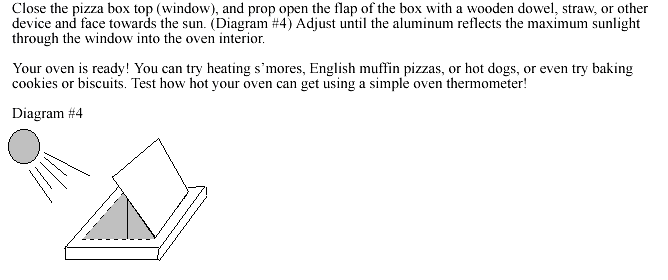 Close the pizza box top (window), and prop open the flap of the box with a wooden dowel, straw, or other
device and face towards the sun. (Diagram #4) Adjust until the aluminum reflects the maximum sunlight
through the window into the oven interior.
Your oven is ready! You can try heating s'mores, English muffin pizzas, or hot dogs, or even try baking
cookies or biscuits. Test how hot your oven can get using a simple oven thermometer!
Diagram #4